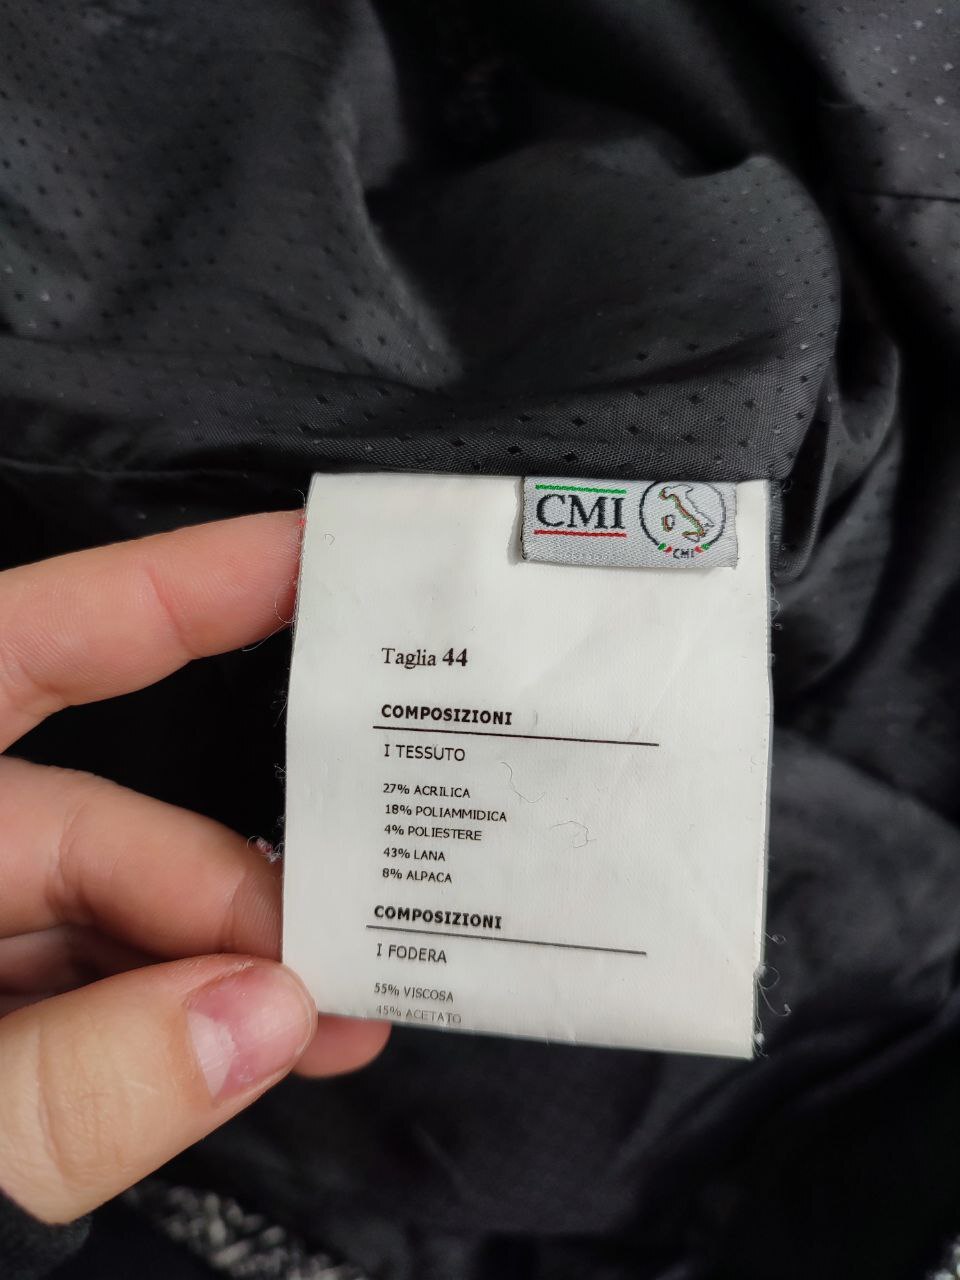 CMI
CMI
Taglia 44
COMPOSIZIONI
I TESSUTO
27% ACRILICA
18% POLIAMMIDICA
4% POLIESTERE
43% LANA
8% ALPACA
COMPOSIZIONI
I FODERA
55% VISCOSA
45% ACETATO